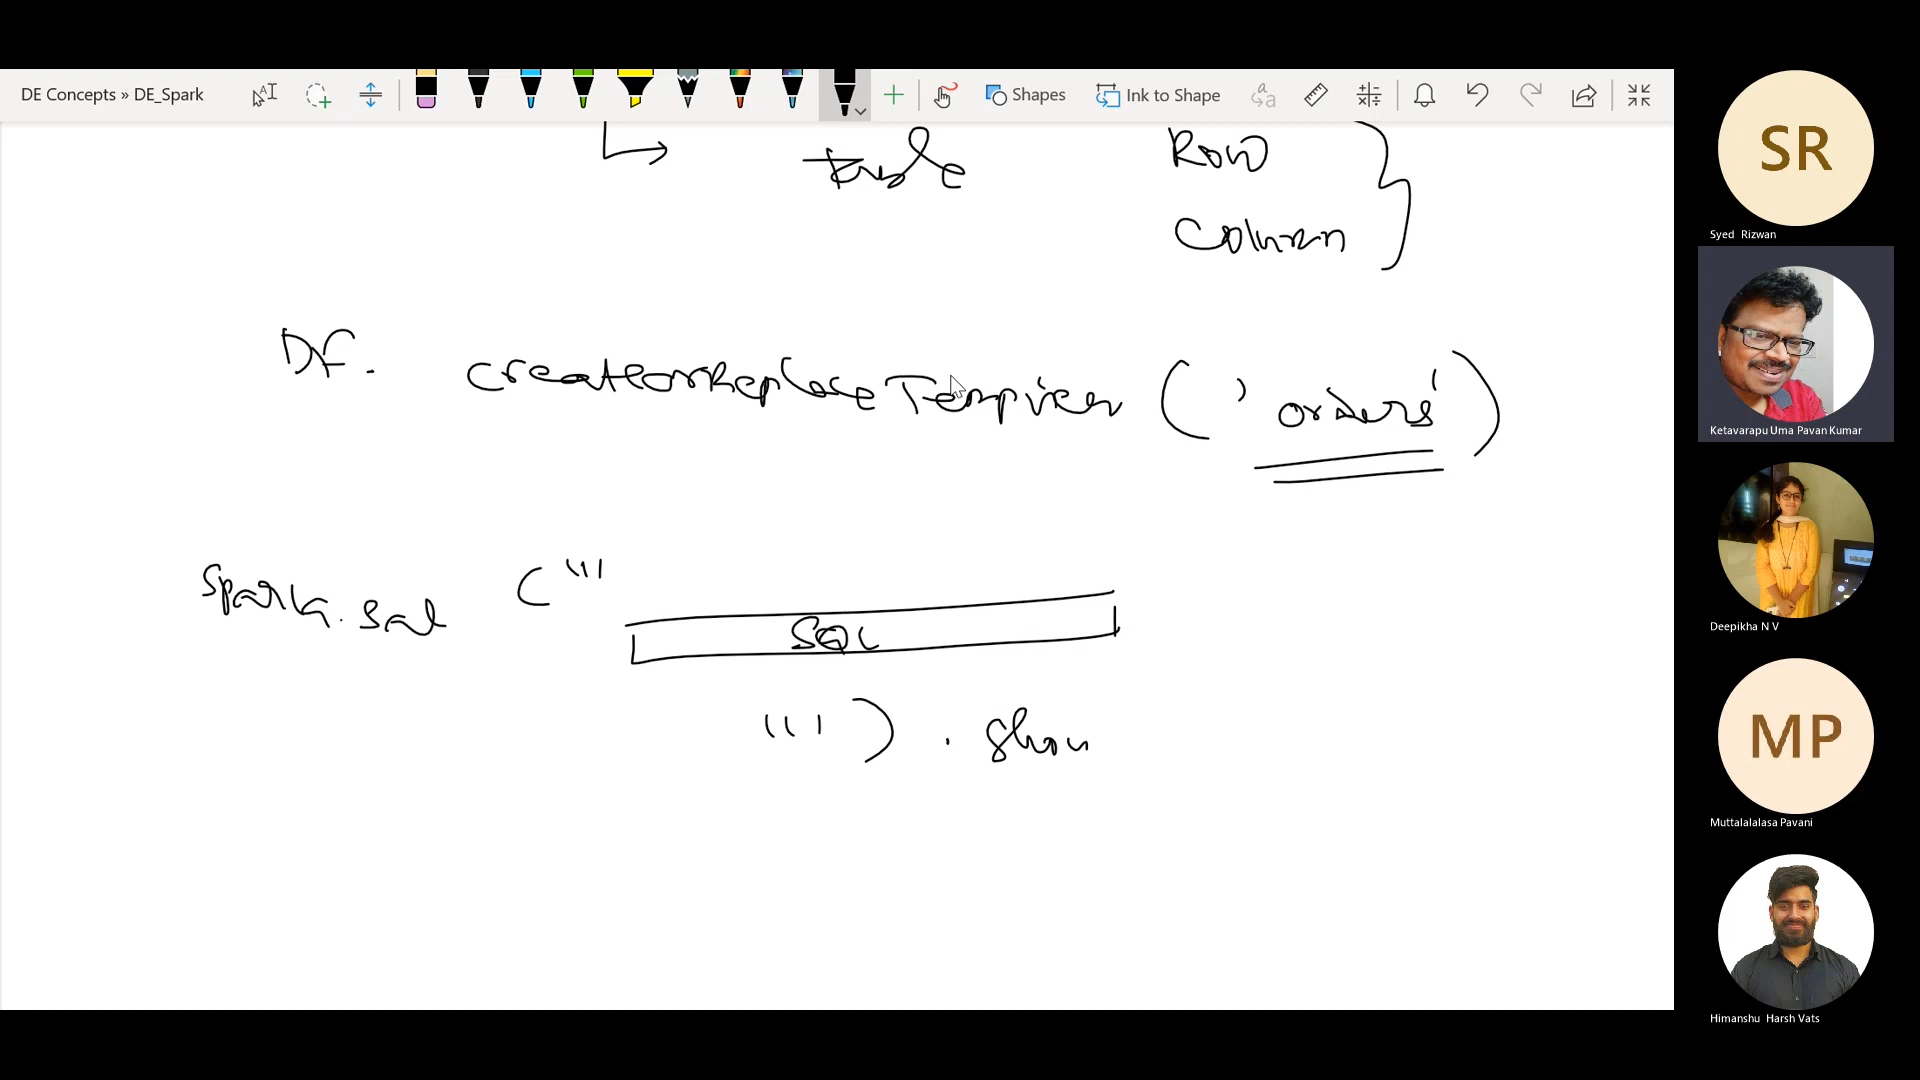 DE Concepts » DE_Spark
Shapes
Ink to Shape
table
Row
Column
DF. createorReplaceTempview ('orders')
Spark.sql ("""
SQL
""") . show
SR
Syed Rizwan
Ketavarapu Uma Pavan Kumar
Deepikha N V
MP
Muttalalalasa Pavani
Himanshu Harsh Vats